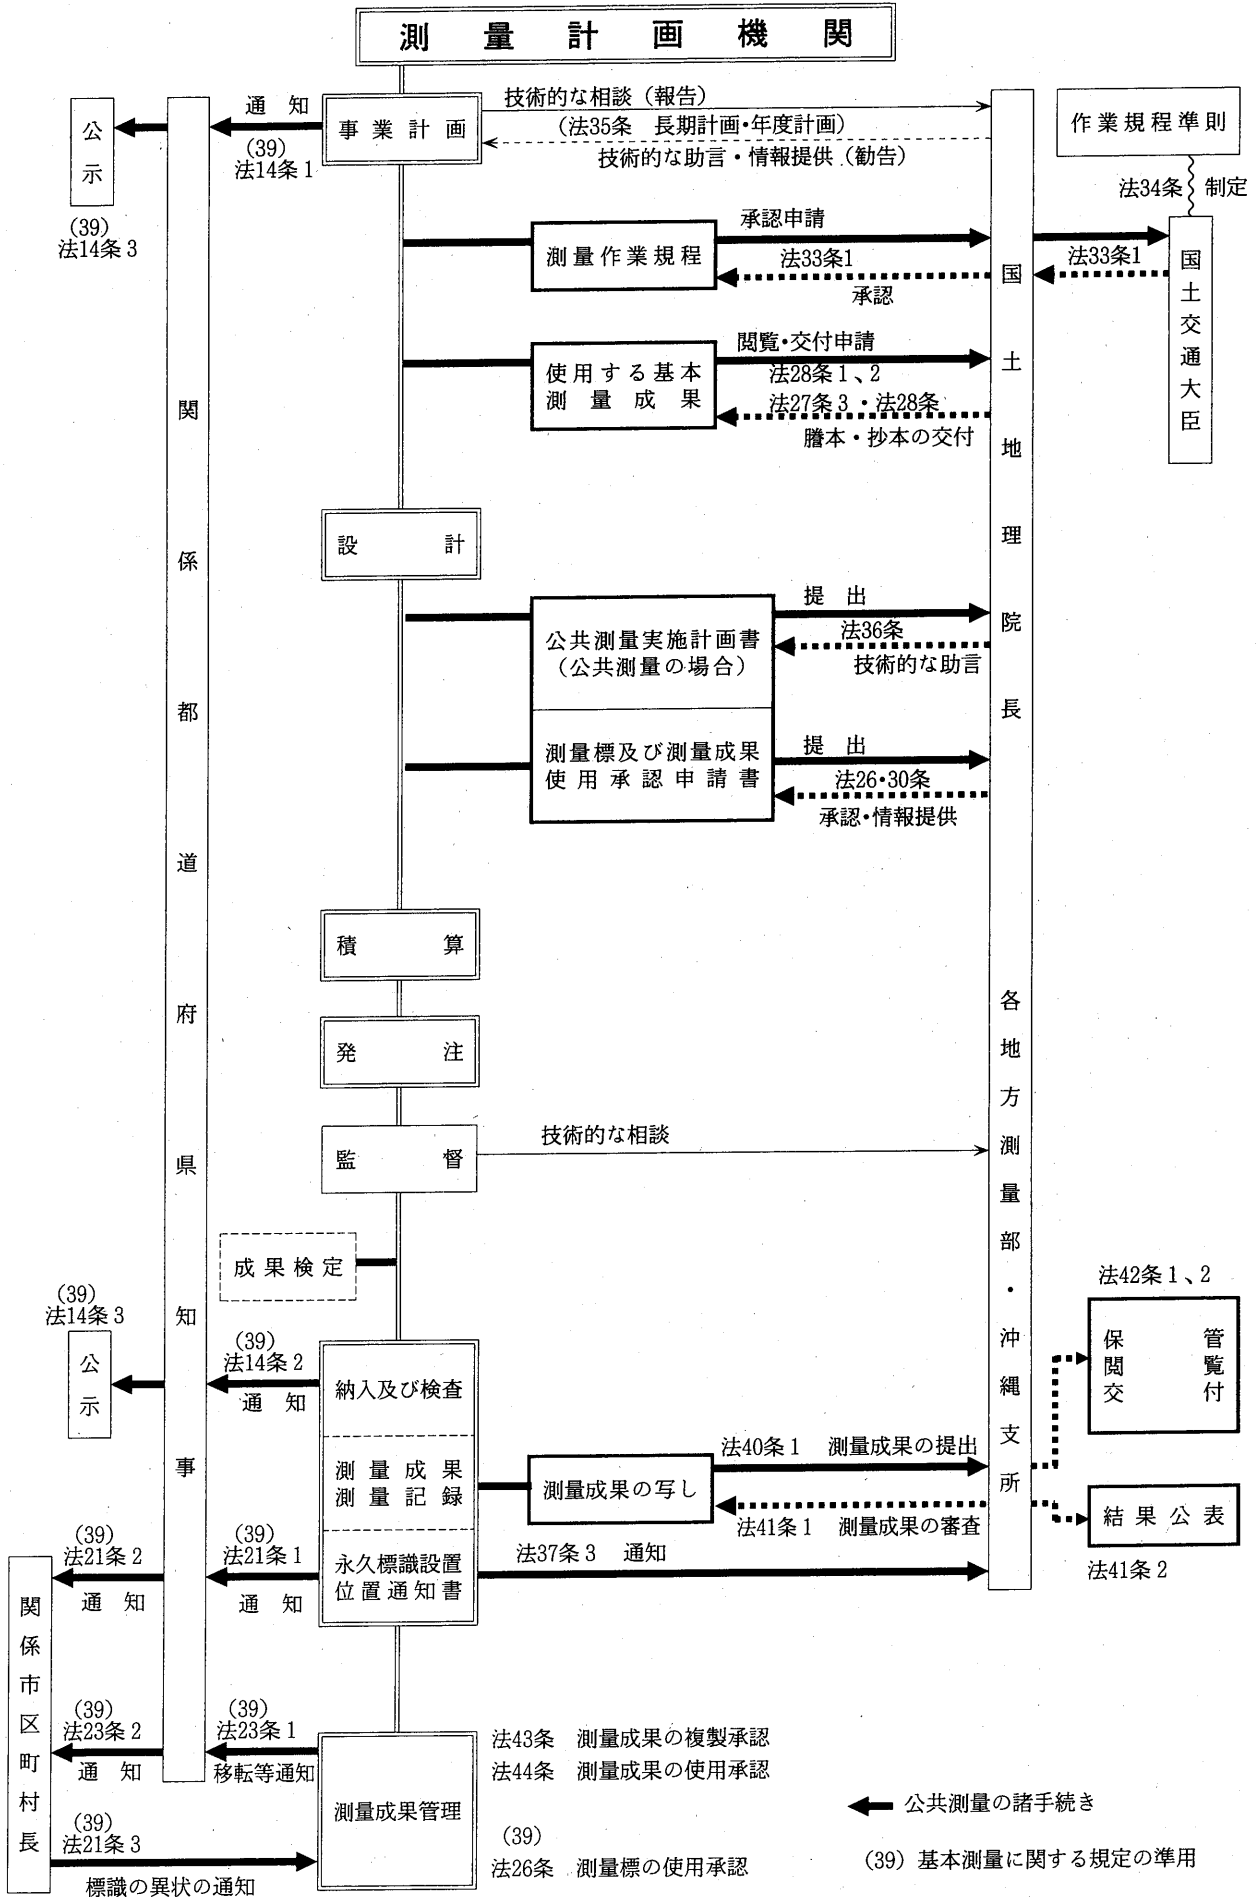 測量計画機関
技術的な相談（報告）
通知
事業計画
（法35条　長期計画・年度計画）
公示
作業規程準則
(39)
法14条1
技術的な助言・情報提供（勧告）
法34条　制定
(39)
法14条3
承認申請
測量作業規程
法33条1
承認
法33条1
国土交通大臣
閲覧・交付申請
使用する基本
測量成果
法28条1、2
法27条3・法28条
謄本・抄本の交付
関係都道府県知事
国土地理院長
設計
提出
公共測量実施計画書
（公共測量の場合）
法36条
技術的な助言
提出
測量標及び測量成果
使用承認申請書
法26・30条
承認・情報提供
積算
各地方測量部・沖縄支所
発注
監督
技術的な相談
成果検定
法42条1、2
(39)
法14条3
公示
(39)
法14条2
通知
納入及び検査
保管
閲覧
交付
測量成果
測量記録
測量成果の写し
法40条1　測量成果の提出
法41条1　測量成果の審査
結果公表
法41条2
(39)
法21条2
通知
(39)
法21条1
通知
永久標識設置
位置通知書
法37条3　通知
関係市区町村長
(39)
法23条2
通知
(39)
法23条1
移転等通知
測量成果管理
法43条　測量成果の複製承認
法44条　測量成果の使用承認
公共測量の諸手続き
(39)
法21条3
標識の異状の通知
(39)
法26条　測量標の使用承認
(39) 基本測量に関する規定の準用